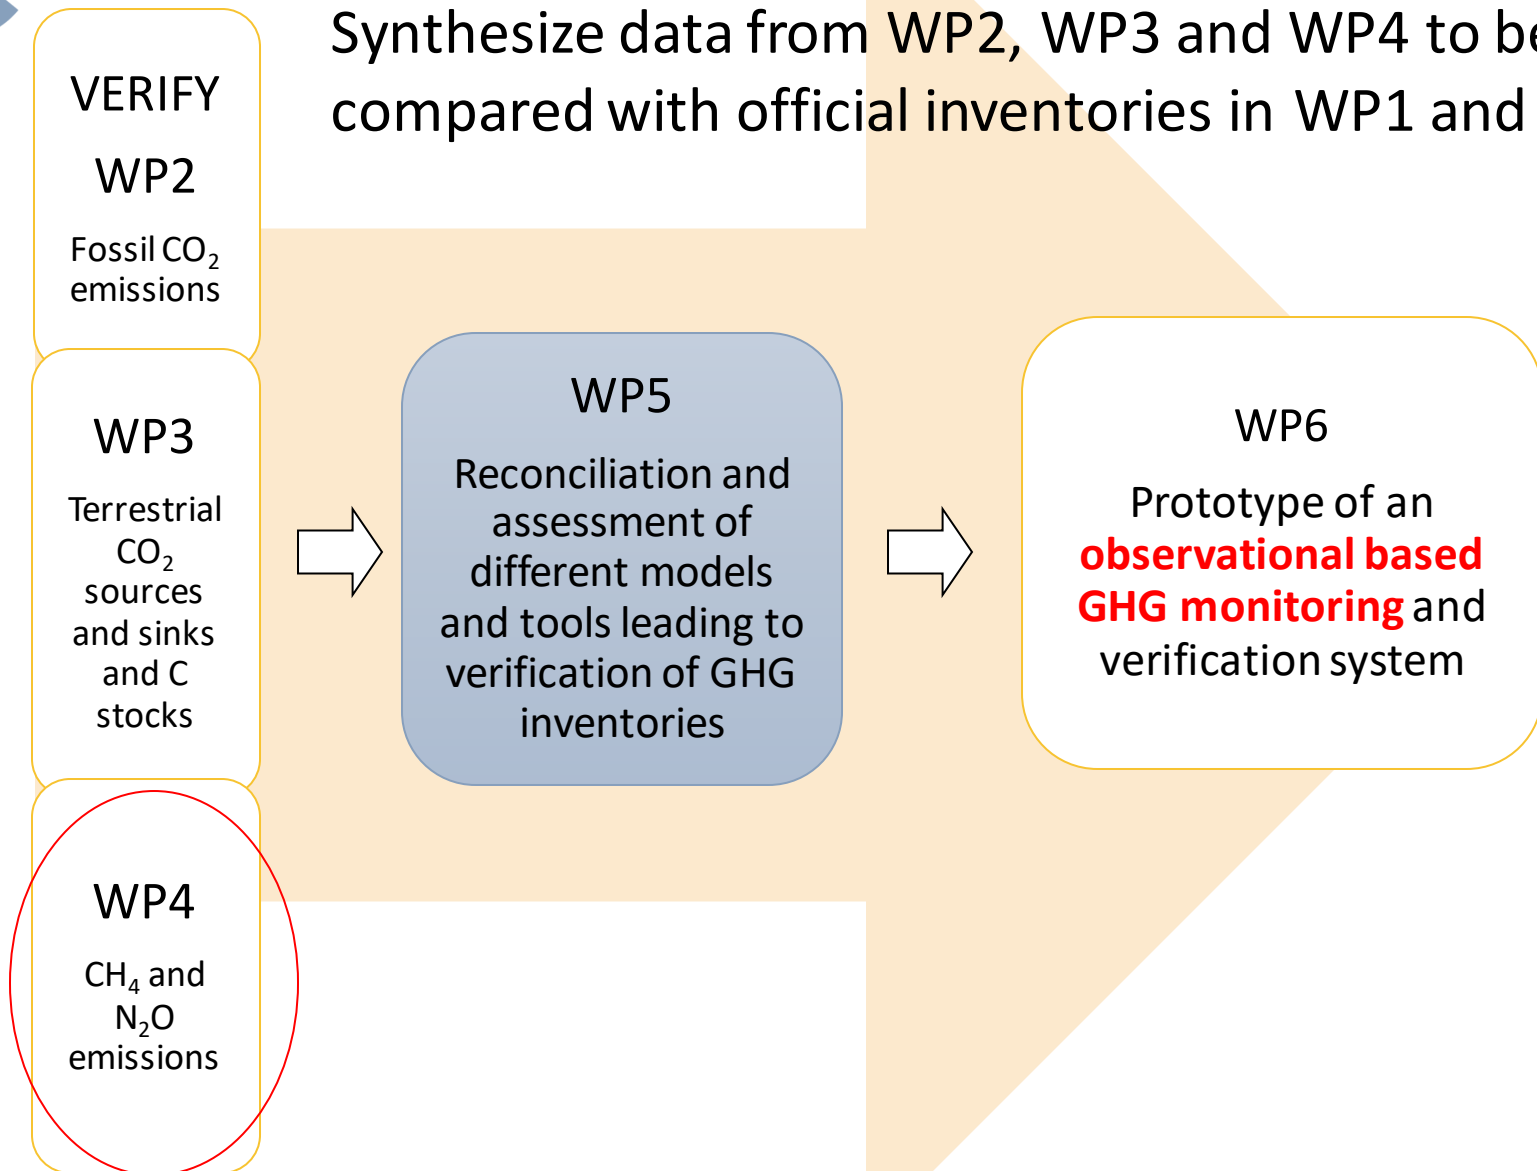 Synthesize data from WP2, WP3 and WP4 to be
compared with official inventories in WP1 and
VERIFY
WP2
Fossil CO₂
emissions
WP3
Terrestrial
CO₂
sources
and sinks
and C
stocks
WP4
CH₄ and
N₂O
emissions
WP5
Reconciliation and
assessment of
different models
and tools leading to
verification of GHG
inventories
WP6
Prototype of an
observational based
GHG monitoring and
verification system